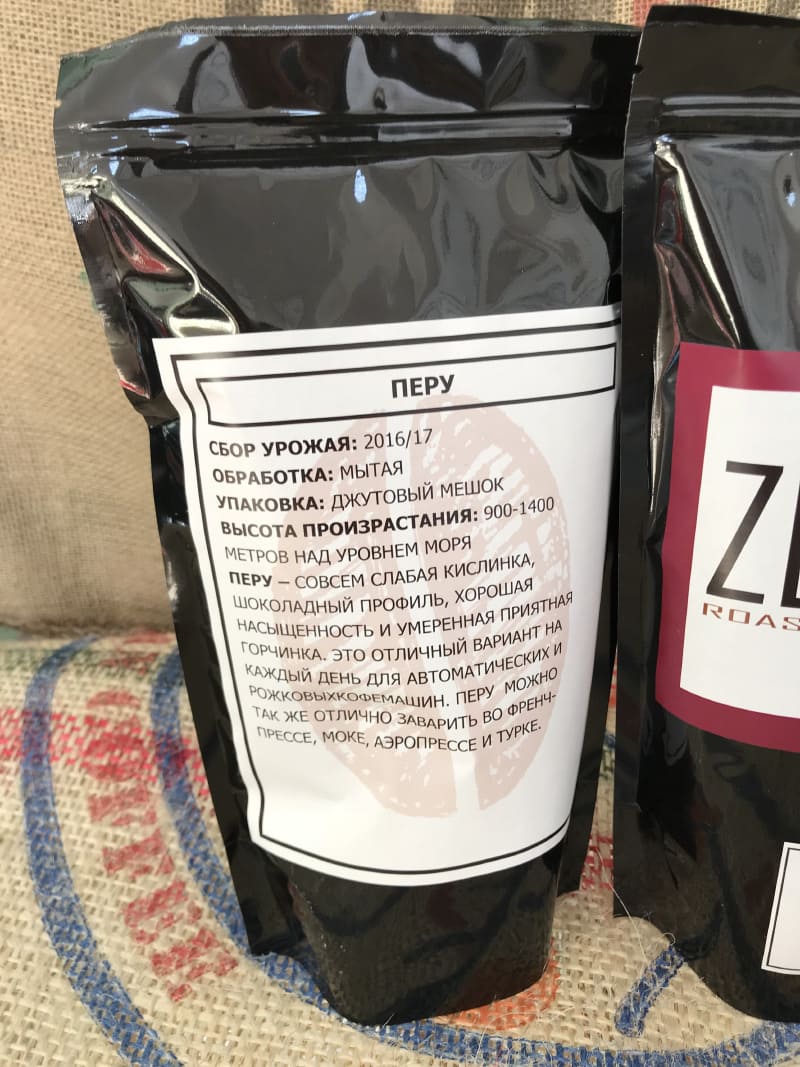 ПЕРУ
СБОР УРОЖАЯ: 2016/17
ОБРАБОТКА: МЫТАЯ
УПАКОВКА: ДЖУТОВЫЙ МЕШОК
ВЫСОТА ПРОИЗРАСТАНИЯ: 900-1400
МЕТРОВ НАД УРОВНЕМ МОРЯ
ПЕРУ – СОВСЕМ СЛАБАЯ КИСЛИНКА,
ШОКОЛАДНЫЙ ПРОФИЛЬ, ХОРОШАЯ
НАСЫЩЕННОСТЬ И УМЕРЕННАЯ ПРИЯТНАЯ
ГОРЧИНКА. ЭТО ОТЛИЧНЫЙ ВАРИАНТ НА
КАЖДЫЙ ДЕНЬ ДЛЯ АВТОМАТИЧЕСКИХ И
РОЖКОВЫХКОФЕМАШИН. ПЕРУ МОЖНО
ТАК ЖЕ ОТЛИЧНО ЗАВАРИТЬ ВО ФРЕНЧ-
ПРЕССЕ, МОКЕ, АЭРОПРЕССЕ И ТУРКЕ.
ROAS
COFFEE